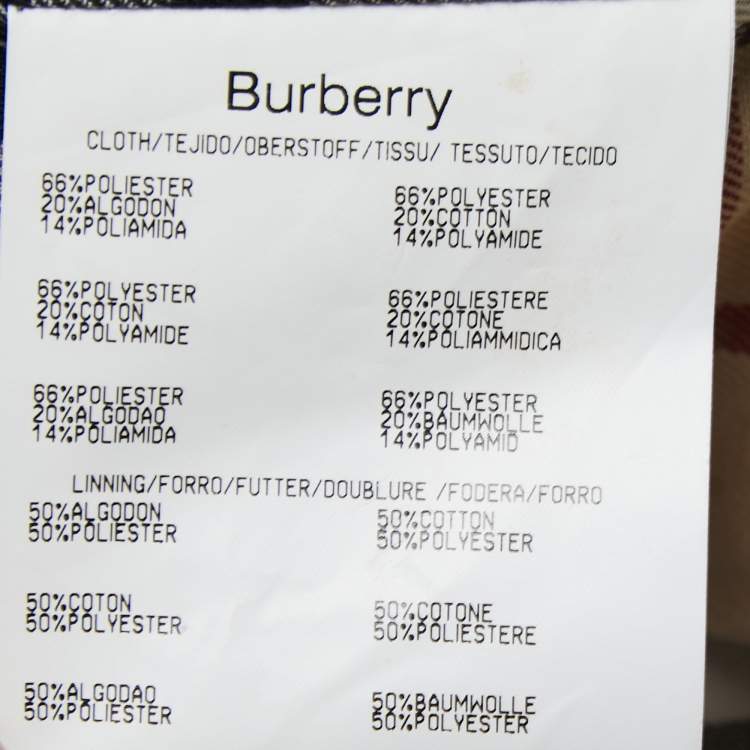 Burberry
CLOTH/TEJIDO/OBERSTOFF/TISSU/ TESSUTO/TECIDO
66%POLIESTER
20%ALGODON
14%POLIAMIDA
66%POLYESTER
20%COTTON
14%POLYAMIDE
66%POLYESTER
20%COTON
14%POLYAMIDE
66%POLIESTERE
20%COTONE
14%POLIAMMIDICA
66%POLIESTER
20%ALGODAO
14%POLIAMIDA
66%POLYESTER
20%BAUMWOLLE
14%POLYAMID
LINNING/FORRO/FUTTER/DOUBLURE /FODERA/FORRO
50%ALGODON
50%POLIESTER
50%COTTON
50%POLYESTER
50%COTON
50%POLYESTER
50%COTONE
50%POLIESTERE
50%ALGODAO
50%POLIESTER
50%BAUMWOLLE
50%POLYESTER